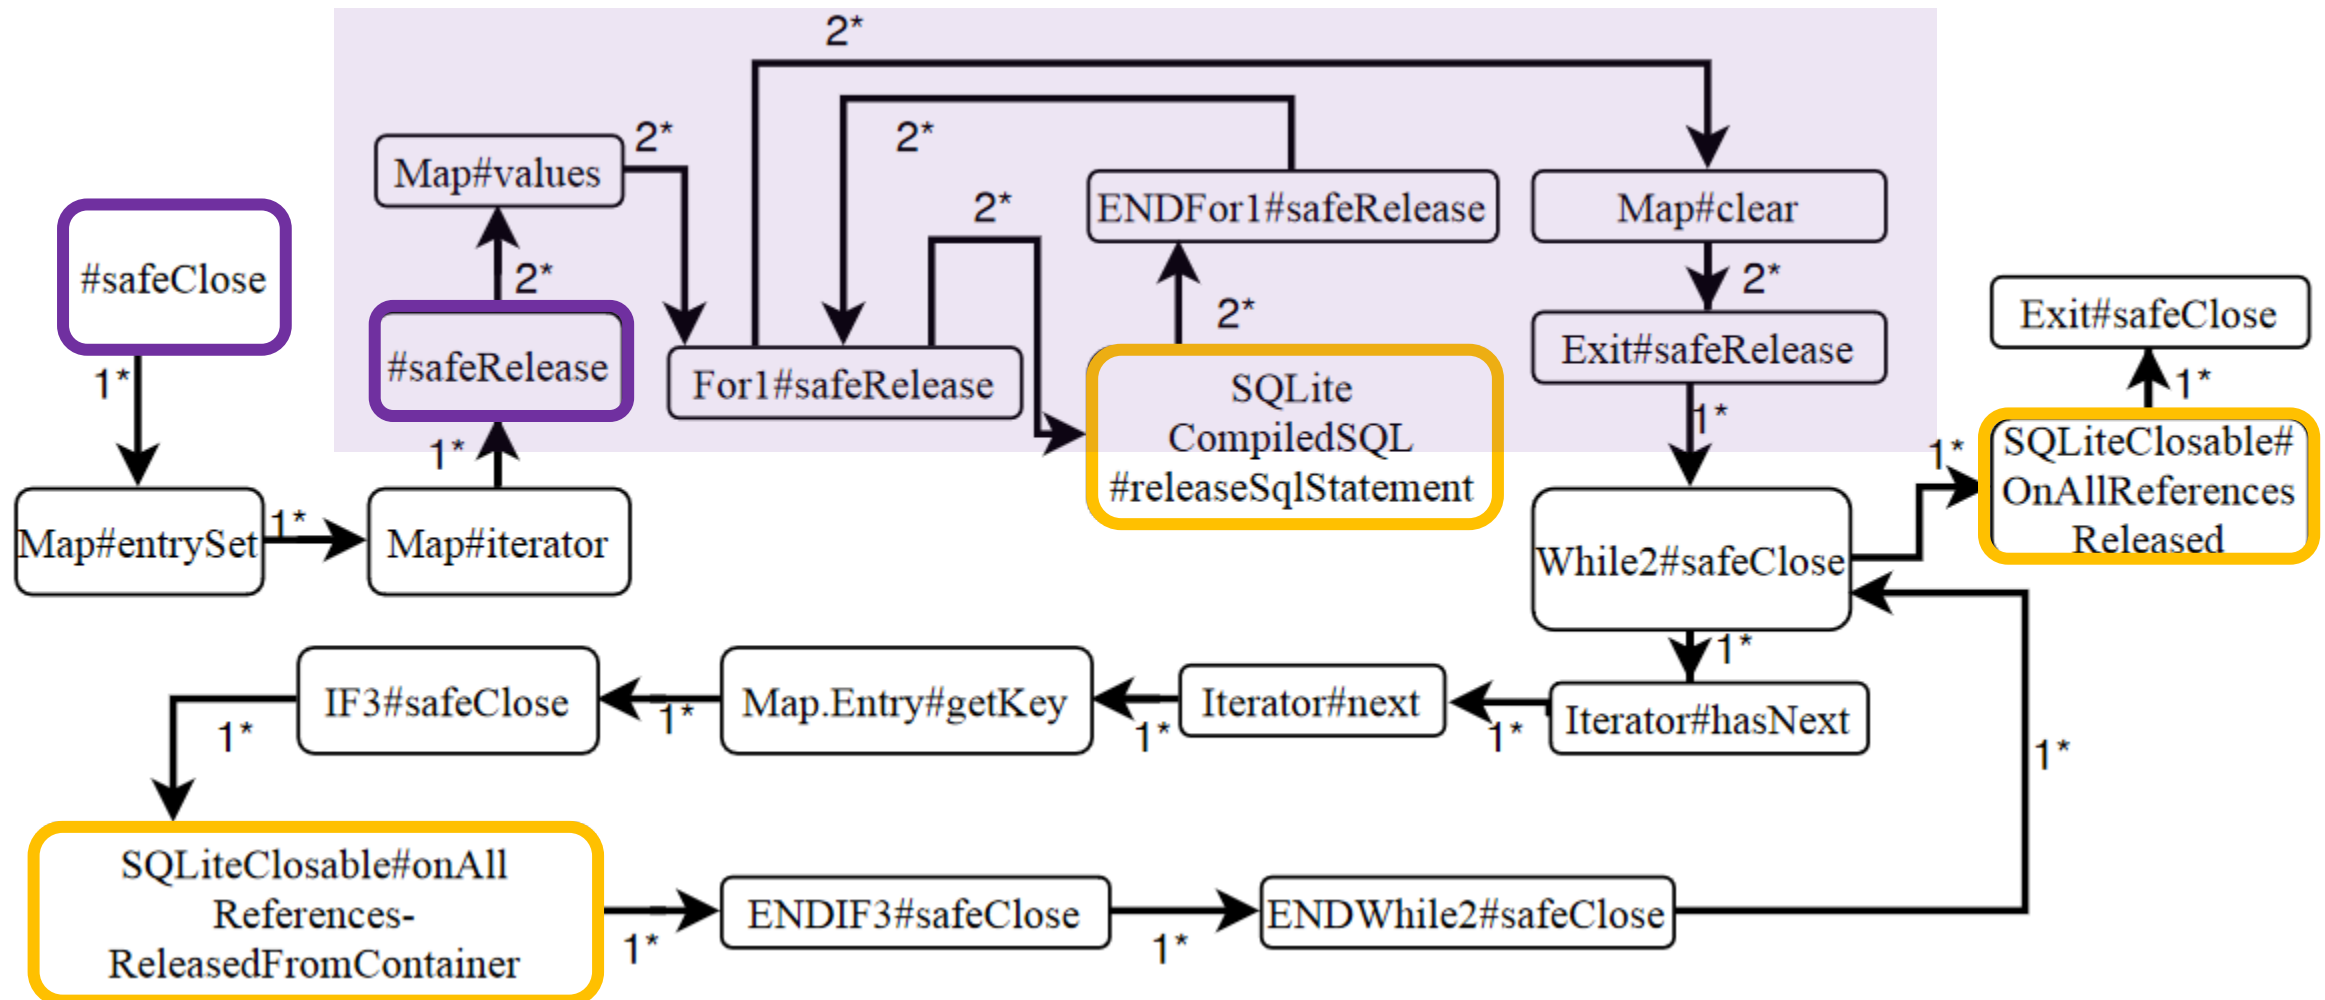 2*
Map#values
2*
2*
2*
ENDFor1#safeRelease
Map#clear
#safeClose
2*
2*
Exit#safeClose
1*
#safeRelease
For1#safeRelease
2*
SQLite
CompiledSQL
#releaseSqlStatement
Exit#safeRelease
1*
1*
1*
1*
SQLiteClosable#
OnAllReferences
Released
Map#entrySet
1*
Map#iterator
While2#safeClose
1*
IF3#safeClose
1*
Map.Entry#getKey
1*
Iterator#next
1*
Iterator#hasNext
1*
1*
SQLiteClosable#onAll
References-
ReleasedFromContainer
1*
ENDIF3#safeClose
1*
ENDWhile2#safeClose